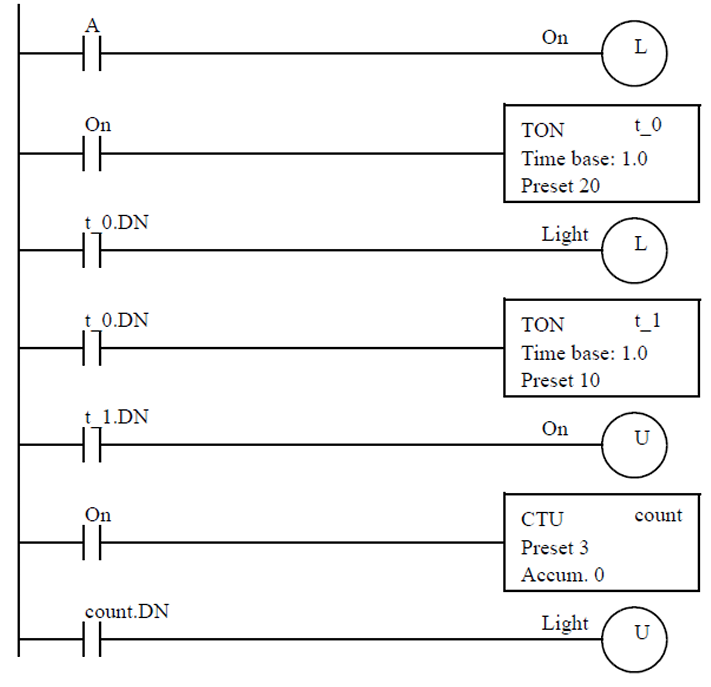 A
On L
On
TON t_0
Time base: 1.0
Preset 20
t_0.DN
Light L
t_0.DN
TON t_1
Time base: 1.0
Preset 10
t_1.DN
On U
On
CTU count
Preset 3
Accum. 0
count.DN
Light U